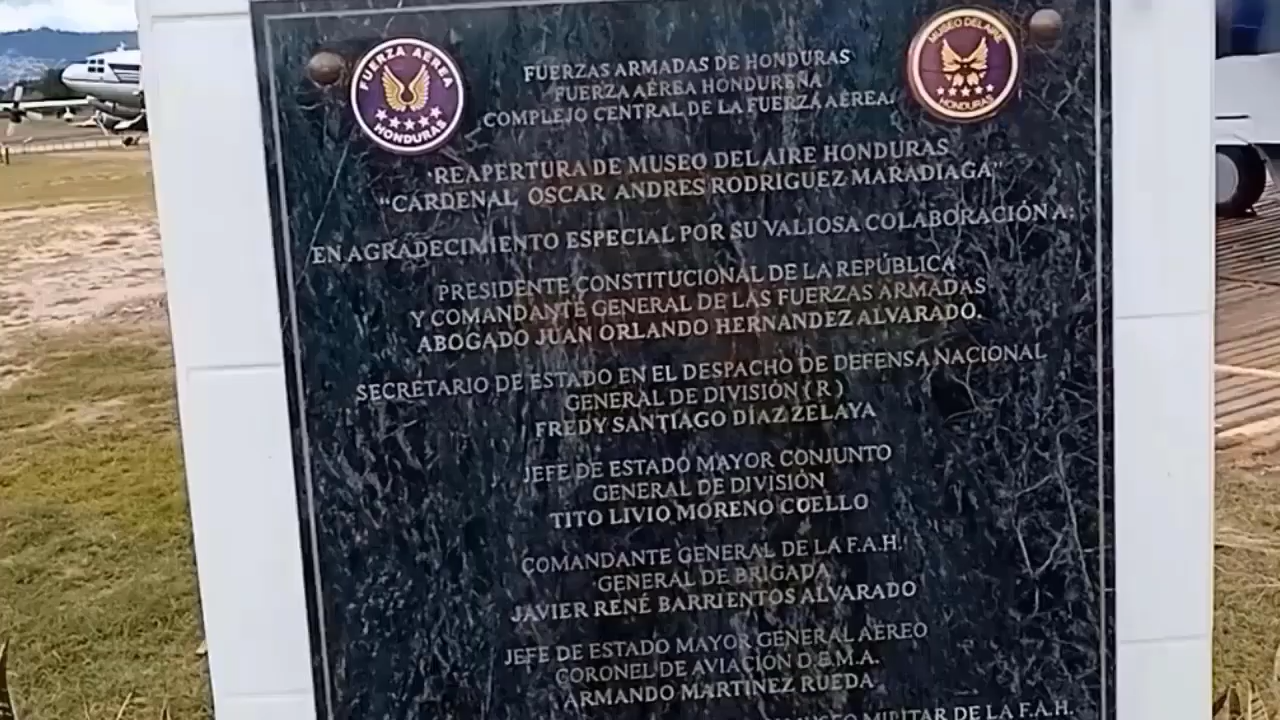 FUERZA AÉREA
HONDURAS
MUSEO DEL AIRE
HONDURAS
FUERZAS ARMADAS DE HONDURAS
FUERZA AÉREA HONDUREÑA
COMPLEJO CENTRAL DE LA FUERZA AÉREA.
REAPERTURA DE MUSEO DEL AIRE HONDURAS
“CARDENAL OSCAR ANDRES RODRIGUEZ MARADIAGA”
EN AGRADECIMIENTO ESPECIAL POR SU VALIOSA COLABORACIÓN A:
PRESIDENTE CONSTITUCIONAL DE LA REPÚBLICA
Y COMANDANTE GENERAL DE LAS FUERZAS ARMADAS
ABOGADO JUAN ORLANDO HERNANDEZ ALVARADO.
SECRETARIO DE ESTADO EN EL DESPACHO DE DEFENSA NACIONAL
GENERAL DE DIVISIÓN ( R )
FREDY SANTIAGO DÍAZ ZELAYA
JEFE DE ESTADO MAYOR CONJUNTO
GENERAL DE DIVISIÓN
TITO LIVIO MORENO COELLO
COMANDANTE GENERAL DE LA F.A.H.
GENERAL DE BRIGADA
JAVIER RENÉ BARRIENTOS ALVARADO
JEFE DE ESTADO MAYOR GENERAL AÉREO
CORONEL DE AVIACIÓN D.E.M.A.
ARMANDO MARTINEZ RUEDA
MUSEO MILITAR DE LA F.A.H.